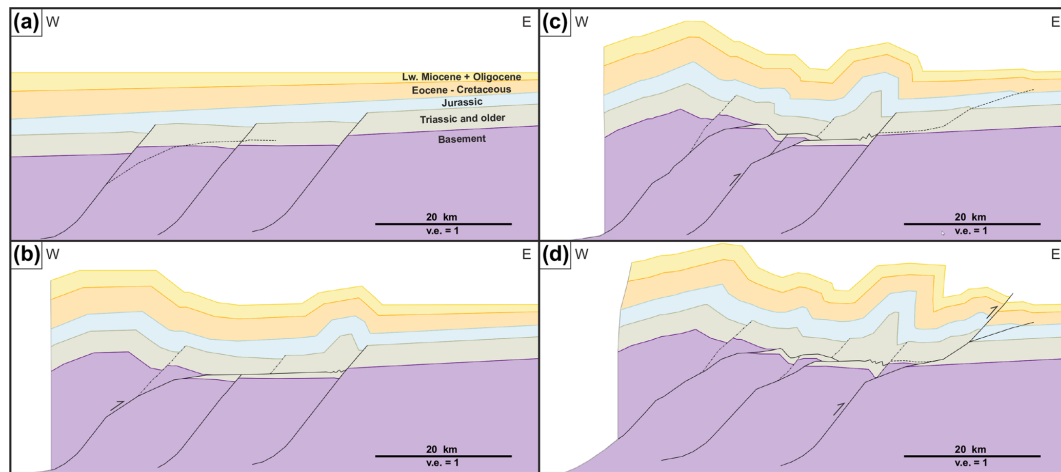 (a) W E
Lw. Miocene + Oligocene
Eocene - Cretaceous
Jurassic
Triassic and older
Basement
20 km
v.e. = 1
(b) W E
20 km
v.e. = 1
(c) W E
20 km
v.e. = 1
(d) W E
20 km
v.e. = 1